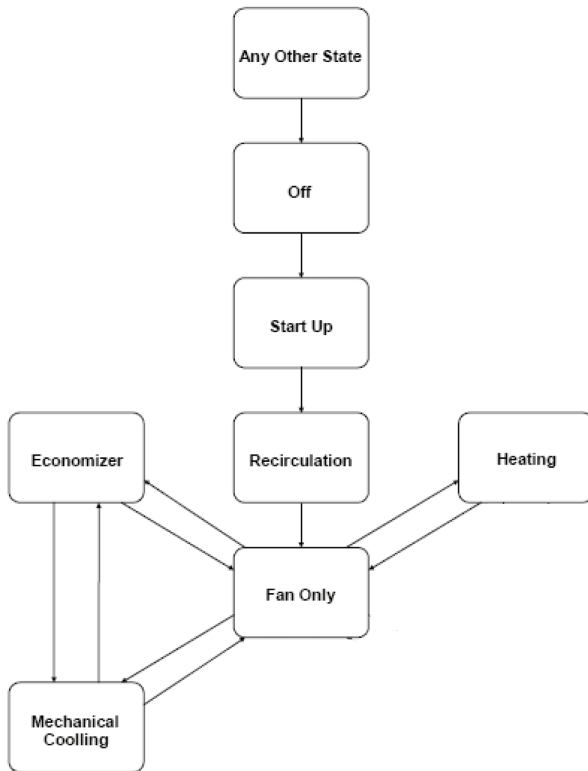 Any Other State
Off
Start Up
Economizer
Recirculation
Heating
Fan Only
Mechanical
Coolling